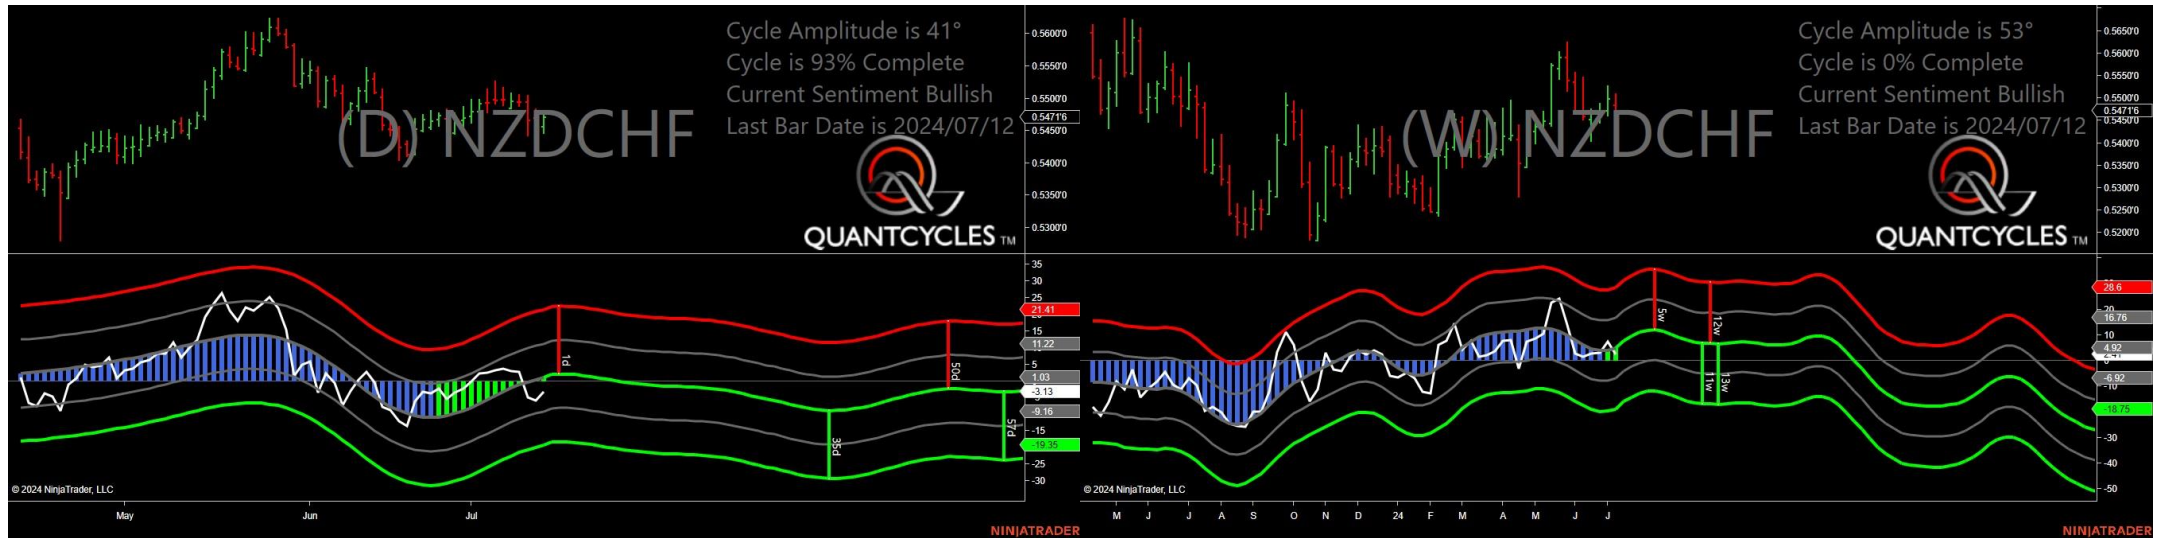 Cycle Amplitude is 41°
Cycle is 93% Complete
Current Sentiment Bullish
Last Bar Date is 2024/07/12
(D) NZDCHF
QUANTCYCLES TM
0.5600'0
0.5550'0
0.5500'0
0.5471'6
0.5450'0
0.5400'0
0.5350'0
0.5300'0
35
30
25
21.41
15
11.22
5
1.03
-3.13
-9.16
-15
-19.35
-25
-30
1d
35d
50d
57d
© 2024 NinjaTrader, LLC
May Jun Jul
NINJATRADER
Cycle Amplitude is 53°
Cycle is 0% Complete
Current Sentiment Bullish
Last Bar Date is 2024/07/12
(W) NZDCHF
QUANTCYCLES TM
0.5650'0
0.5600'0
0.5550'0
0.5500'0
0.5471'6
0.5450'0
0.5400'0
0.5350'0
0.5300'0
0.5250'0
0.5200'0
28.6
20
16.76
10
4.92
2.41
-6.92
-10
-18.75
-30
-40
-50
5w
12w
11w
13w
© 2024 NinjaTrader, LLC
M J J A S O N D 24 F M A M J J
NINJATRADER